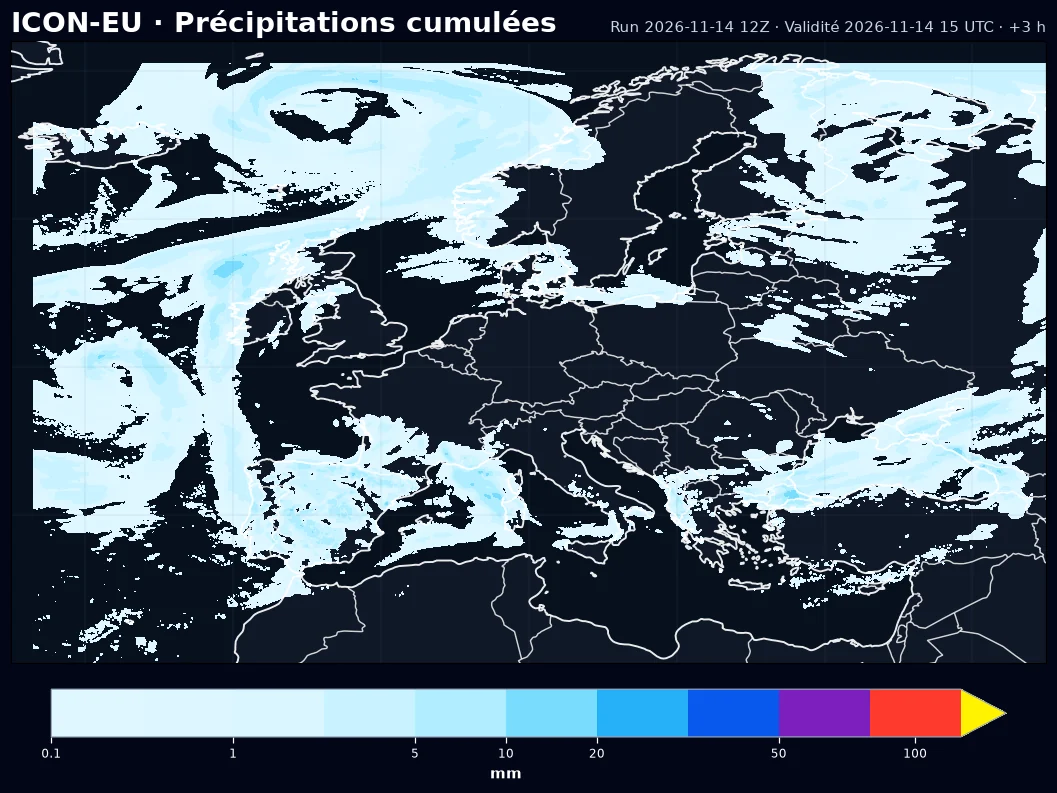 ICON-EU · Précipitations cumulées
Run 2026-11-14 12Z · Validité 2026-11-14 15 UTC · +3 h
0.1 1 5 10 20 50 100
mm